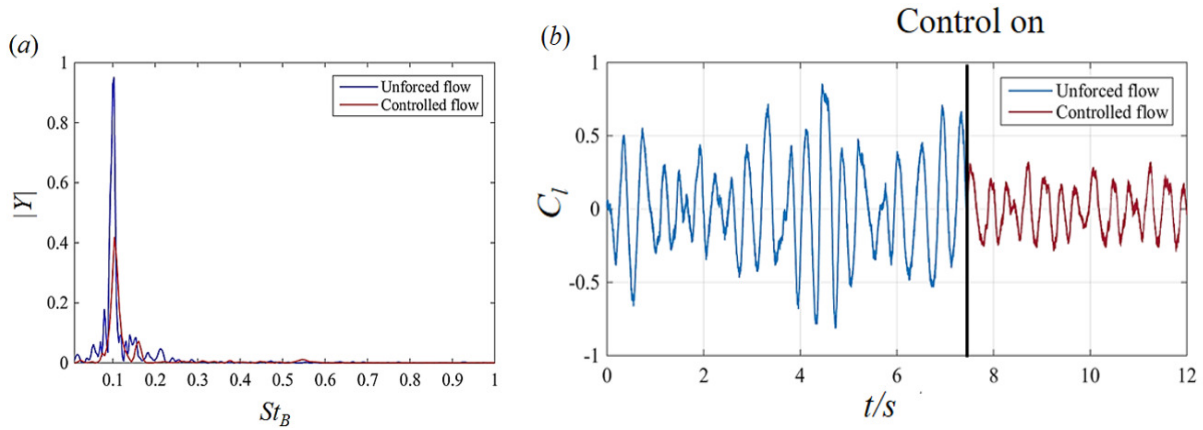 Control on
(a)
(b)
1
0.8
0.6
0.4
0.2
0
|Y|
Unforced flow
Controlled flow
0.1 0.2 0.3 0.4 0.5 0.6 0.7 0.8 0.9 1
St_B
1
0.5
0
-0.5
-1
C_l
Unforced flow
Controlled flow
0 2 4 6 8 10 12
t/s